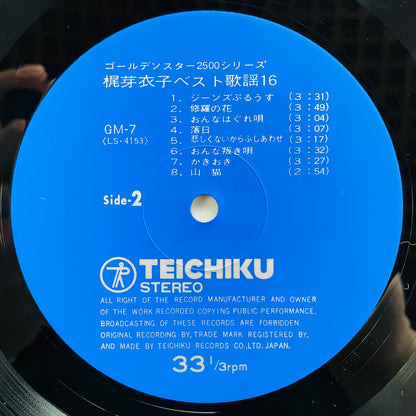 ゴールデンスター2500シリーズ
梶芽衣子ベスト歌謡16
1. ジーンズぶるうす (3:31)
2. 修羅の花 (3:49)
3. おんなはぐれ唄 (3:04)
4. 落日 (3:07)
5. 悲しくないからふしあわせ (3:17)
6. おんな叛き唄 (3:32)
7. かきおき (3:27)
8. 山猫 (2:54)
GM-7
(LS-4153)
Side-2
TEICHIKU
STEREO
ALL RIGHT OF THE RECORD MANUFACTURER AND OWNER
OF THE WORK RECORDED COPYING PUBLIC PERFORMANCE,
BROADCASTING OF THESE RECORDS ARE FORBIDDEN.
ORIGINAL RECORDING BY, TRADE MARK REGISTERED BY,
AND MADE BY TEICHIKU RECORDS CO., LTD. JAPAN.
33 1/3rpm